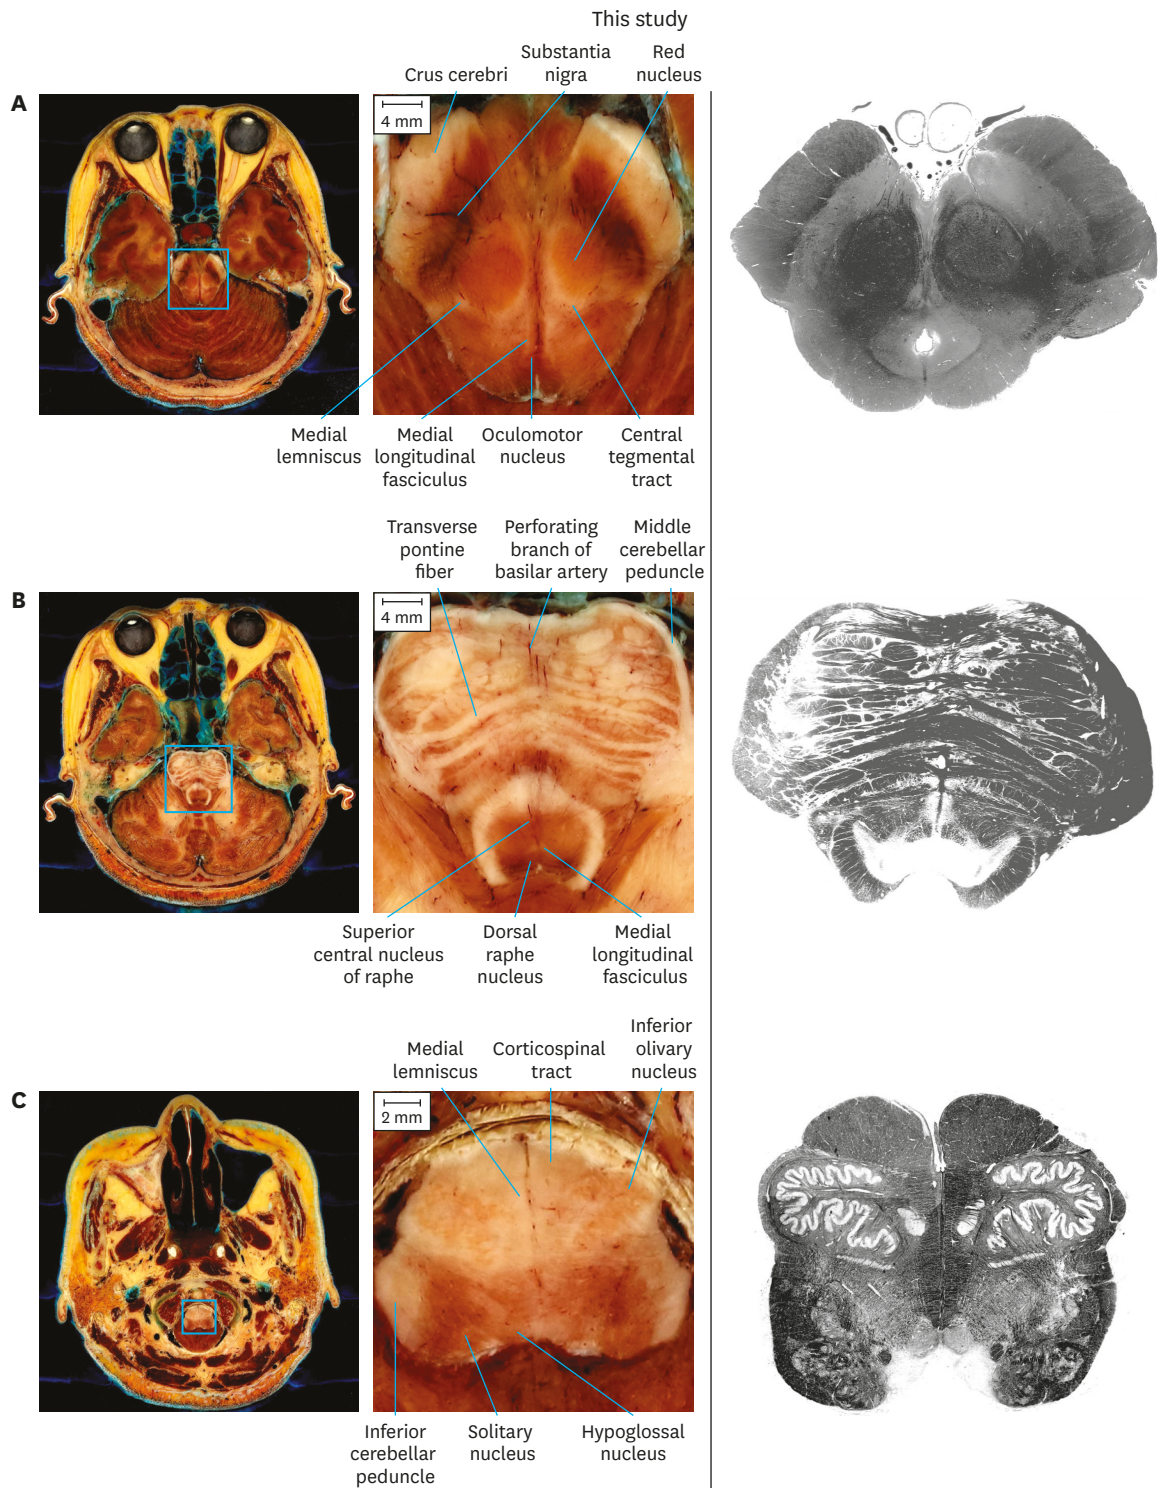 This study
Substantia
nigra
Red
nucleus
Crus cerebri
A
4 mm
Medial
lemniscus
Medial
longitudinal
fasciculus
Oculomotor
nucleus
Central
tegmental
tract
Transverse
pontine
fiber
Perforating
branch of
basilar artery
Middle
cerebellar
peduncle
B
4 mm
Superior
central nucleus
of raphe
Dorsal
raphe
nucleus
Medial
longitudinal
fasciculus
Medial
lemniscus
Corticospinal
tract
Inferior
olivary
nucleus
C
2 mm
Inferior
cerebellar
peduncle
Solitary
nucleus
Hypoglossal
nucleus